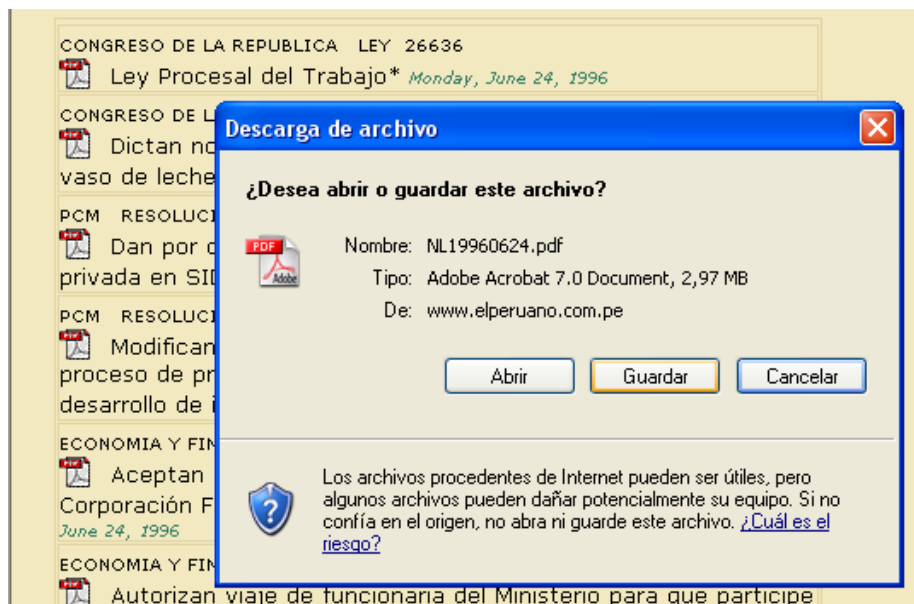 CONGRESO DE LA REPUBLICA LEY 26636
Ley Procesal del Trabajo* Monday, June 24, 1996
CONGRESO DE L
Dictan no
vaso de leche
PCM RESOLUCI
Dan por
privada en SI
PCM RESOLUCI
Modifican
proceso de pr
desarrollo de i
ECONOMIA Y FIN
Aceptan
Corporación F
June 24, 1996
ECONOMIA Y FIN
Autorizan viaje de funcionaria del Ministerio para que participe
Descarga de archivo
¿Desea abrir o guardar este archivo?
PDF
Adobe
Nombre: NL19960624.pdf
Tipo: Adobe Acrobat 7.0 Document, 2,97 MB
De: www.elperuano.com.pe
Abrir Guardar Cancelar
Los archivos procedentes de Internet pueden ser útiles, pero
algunos archivos pueden dañar potencialmente su equipo. Si no
confía en el origen, no abra ni guarde este archivo. ¿Cuál es el
riesgo?